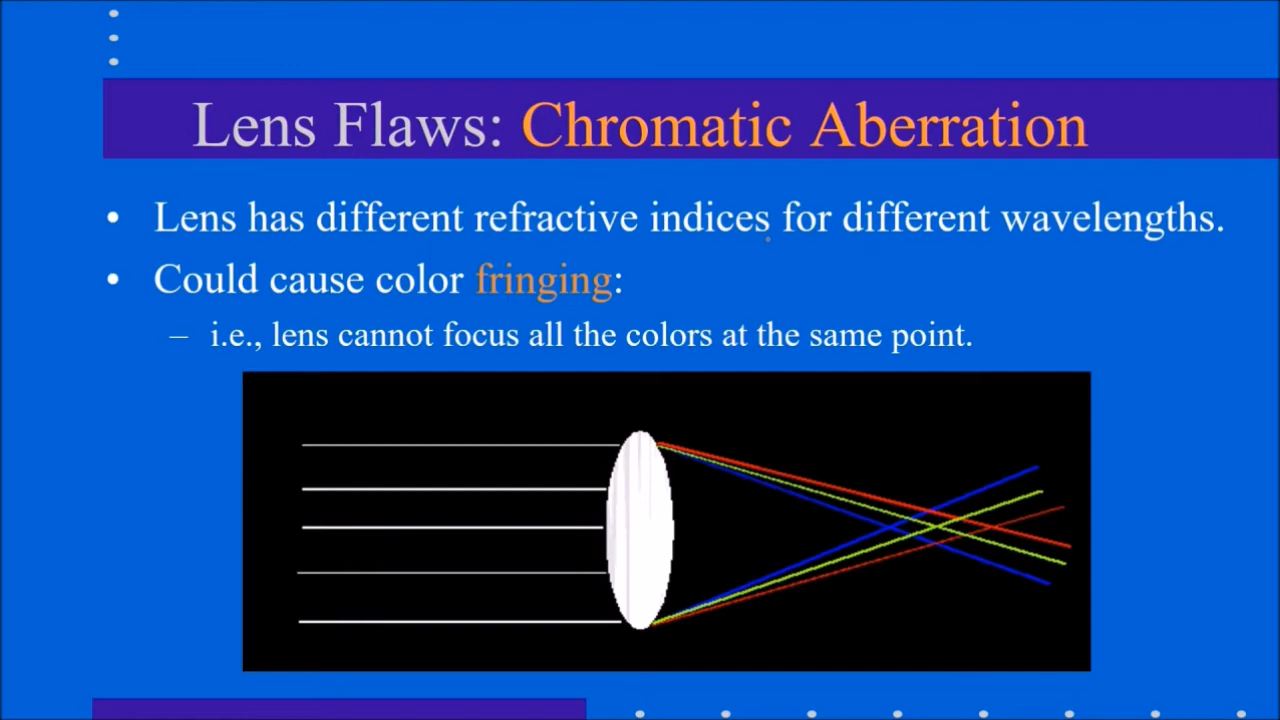 Lens Flaws: Chromatic Aberration
• Lens has different refractive indices for different wavelengths.
• Could cause color fringing:
– i.e., lens cannot focus all the colors at the same point.